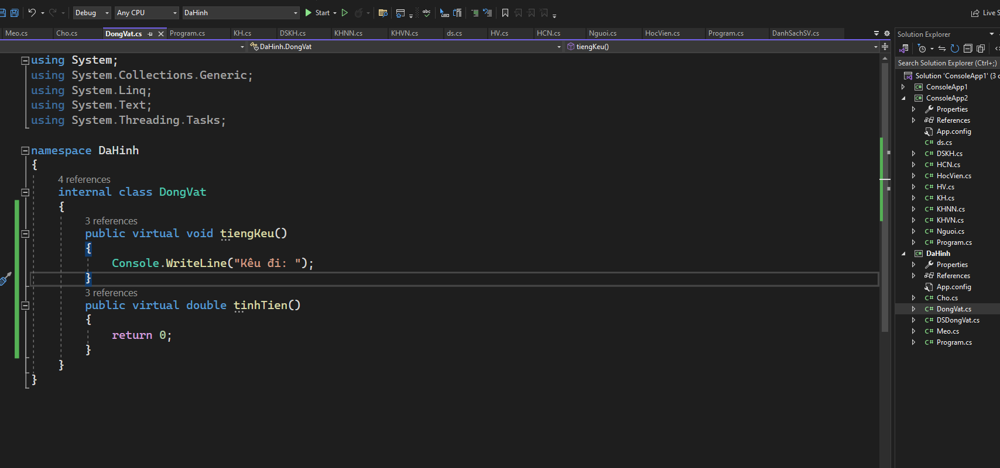 Debug Any CPU DaHinh Start abc Live S
Meo.cs Cho.cs DongVat.cs Program.cs KH.cs DSKH.cs KHNN.cs KHVN.cs ds.cs HV.cs HCN.cs Nguoi.cs HocVien.cs Program.cs DanhSachSV.cs
DaHinh.DongVat tiengKeu()
using System;
using System.Collections.Generic;
using System.Linq;
using System.Text;
using System.Threading.Tasks;
namespace DaHinh
{
4 references
internal class DongVat
{
3 references
public virtual void tiengKeu()
{
Console.WriteLine("Kêu đi: ");
}
3 references
public virtual double tinhTien()
{
return 0;
}
}
}
Solution Explorer
Search Solution Explorer (Ctrl+;)
Solution 'ConsoleApp1' (3 o
C# ConsoleApp1
C# ConsoleApp2
Properties
References
App.config
C# ds.cs
C# DSKH.cs
C# HCN.cs
C# HocVien.cs
C# HV.cs
C# KH.cs
C# KHNN.cs
C# KHVN.cs
C# Nguoi.cs
C# Program.cs
C# DaHinh
Properties
References
App.config
C# Cho.cs
C# DongVat.cs
C# DSDongVat.cs
C# Meo.cs
C# Program.cs